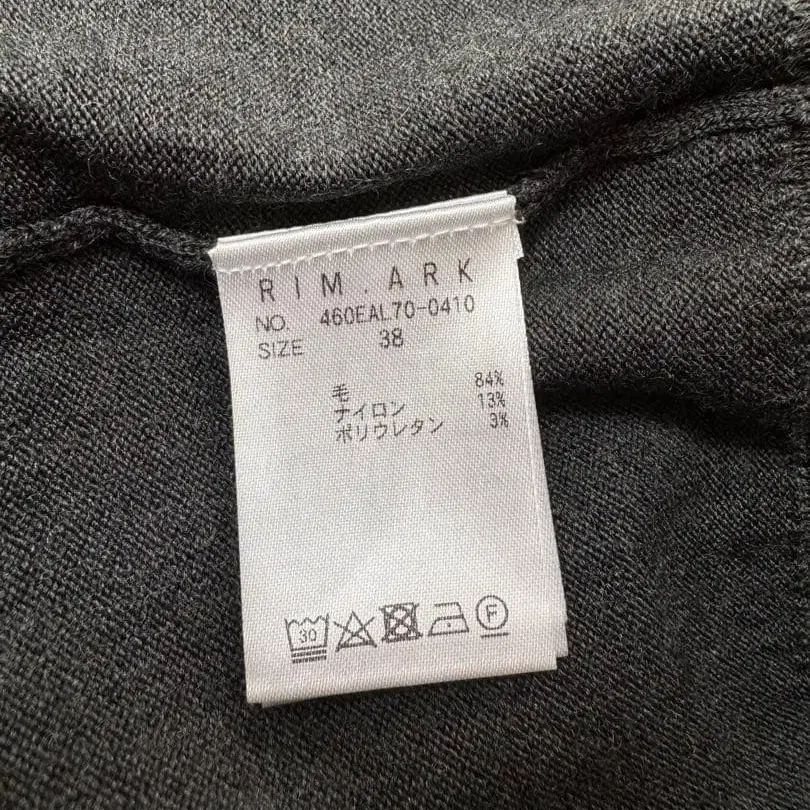 RIM.ARK
NO. 460EAL70-0410
SIZE 38
毛 84%
ナイロン 13%
ポリウレタン 3%
30 F